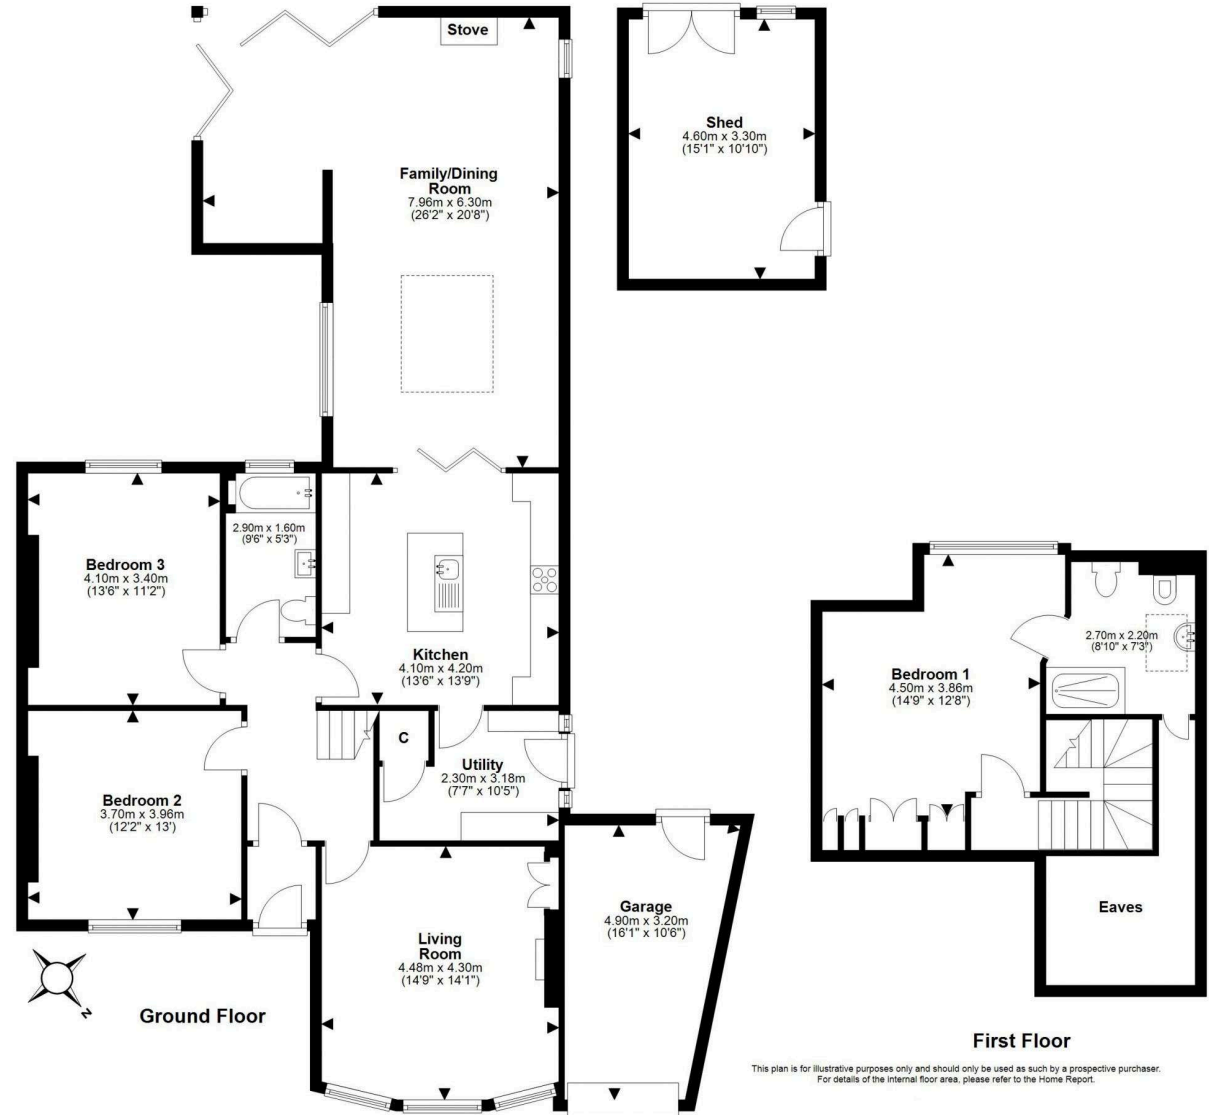 Stove
Shed
4.60m x 3.30m
(15'1" x 10'10")
Family/Dining
Room
7.96m x 6.30m
(26'2" x 20'8")
Bedroom 3
4.10m x 3.40m
(13'6" x 11'2")
2.90m x 1.60m
(9'6" x 5'3")
Kitchen
4.10m x 4.20m
(13'6" x 13'9")
C
Utility
2.30m x 3.18m
(7'7" x 10'5")
Bedroom 2
3.70m x 3.96m
(12'2" x 13')
Living
Room
4.48m x 4.30m
(14'9" x 14'1")
Garage
4.90m x 3.20m
(16'1" x 10'6")
N
Ground Floor
Bedroom 1
4.50m x 3.86m
(14'9" x 12'8")
2.70m x 2.20m
(8'10" x 7'3")
Eaves
First Floor
This plan is for illustrative purposes only and should only be used as such by a prospective purchaser.
For details of the internal floor area, please refer to the Home Report.